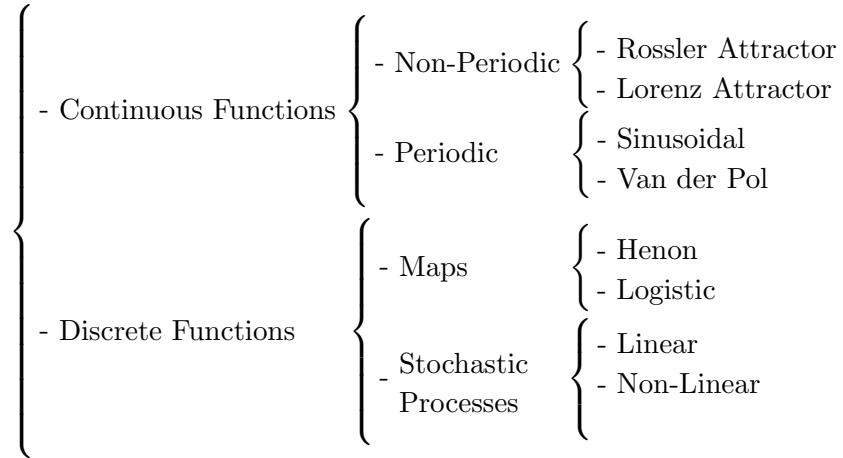 - Continuous Functions
- Non-Periodic
- Rossler Attractor
- Lorenz Attractor
- Periodic
- Sinusoidal
- Van der Pol
- Discrete Functions
- Maps
- Henon
- Logistic
- Stochastic
Processes
- Linear
- Non-Linear